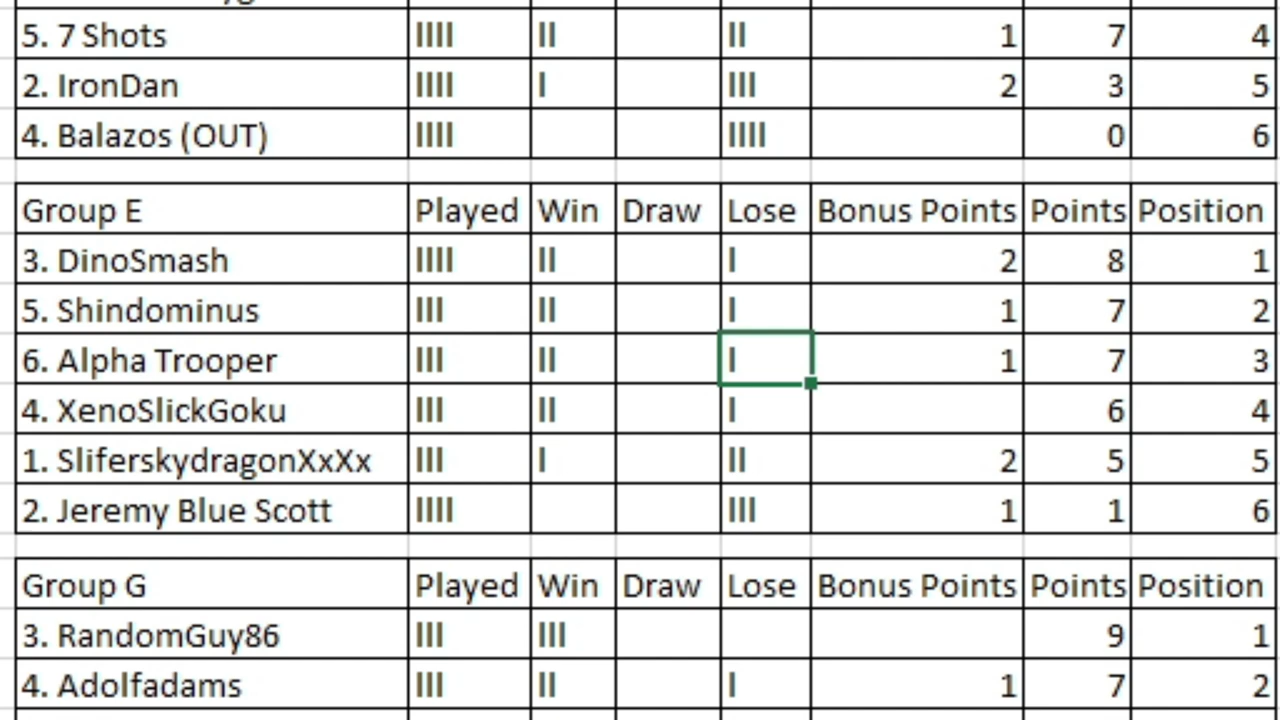 5. 7 Shots IIII II II 1 7 4
2. IronDan IIII I III 2 3 5
4. Balazos (OUT) IIII IIII 0 6
Group E Played Win Draw Lose Bonus Points Points Position
3. DinoSmash IIII II I 2 8 1
5. Shindominus III II I 1 7 2
6. Alpha Trooper III II I 1 7 3
4. XenoSlickGoku III II I 6 4
1. SliferskydragonXxXx III I II 2 5 5
2. Jeremy Blue Scott IIII III 1 1 6
Group G Played Win Draw Lose Bonus Points Points Position
3. RandomGuy86 III III 9 1
4. Adolfadams III II I 1 7 2